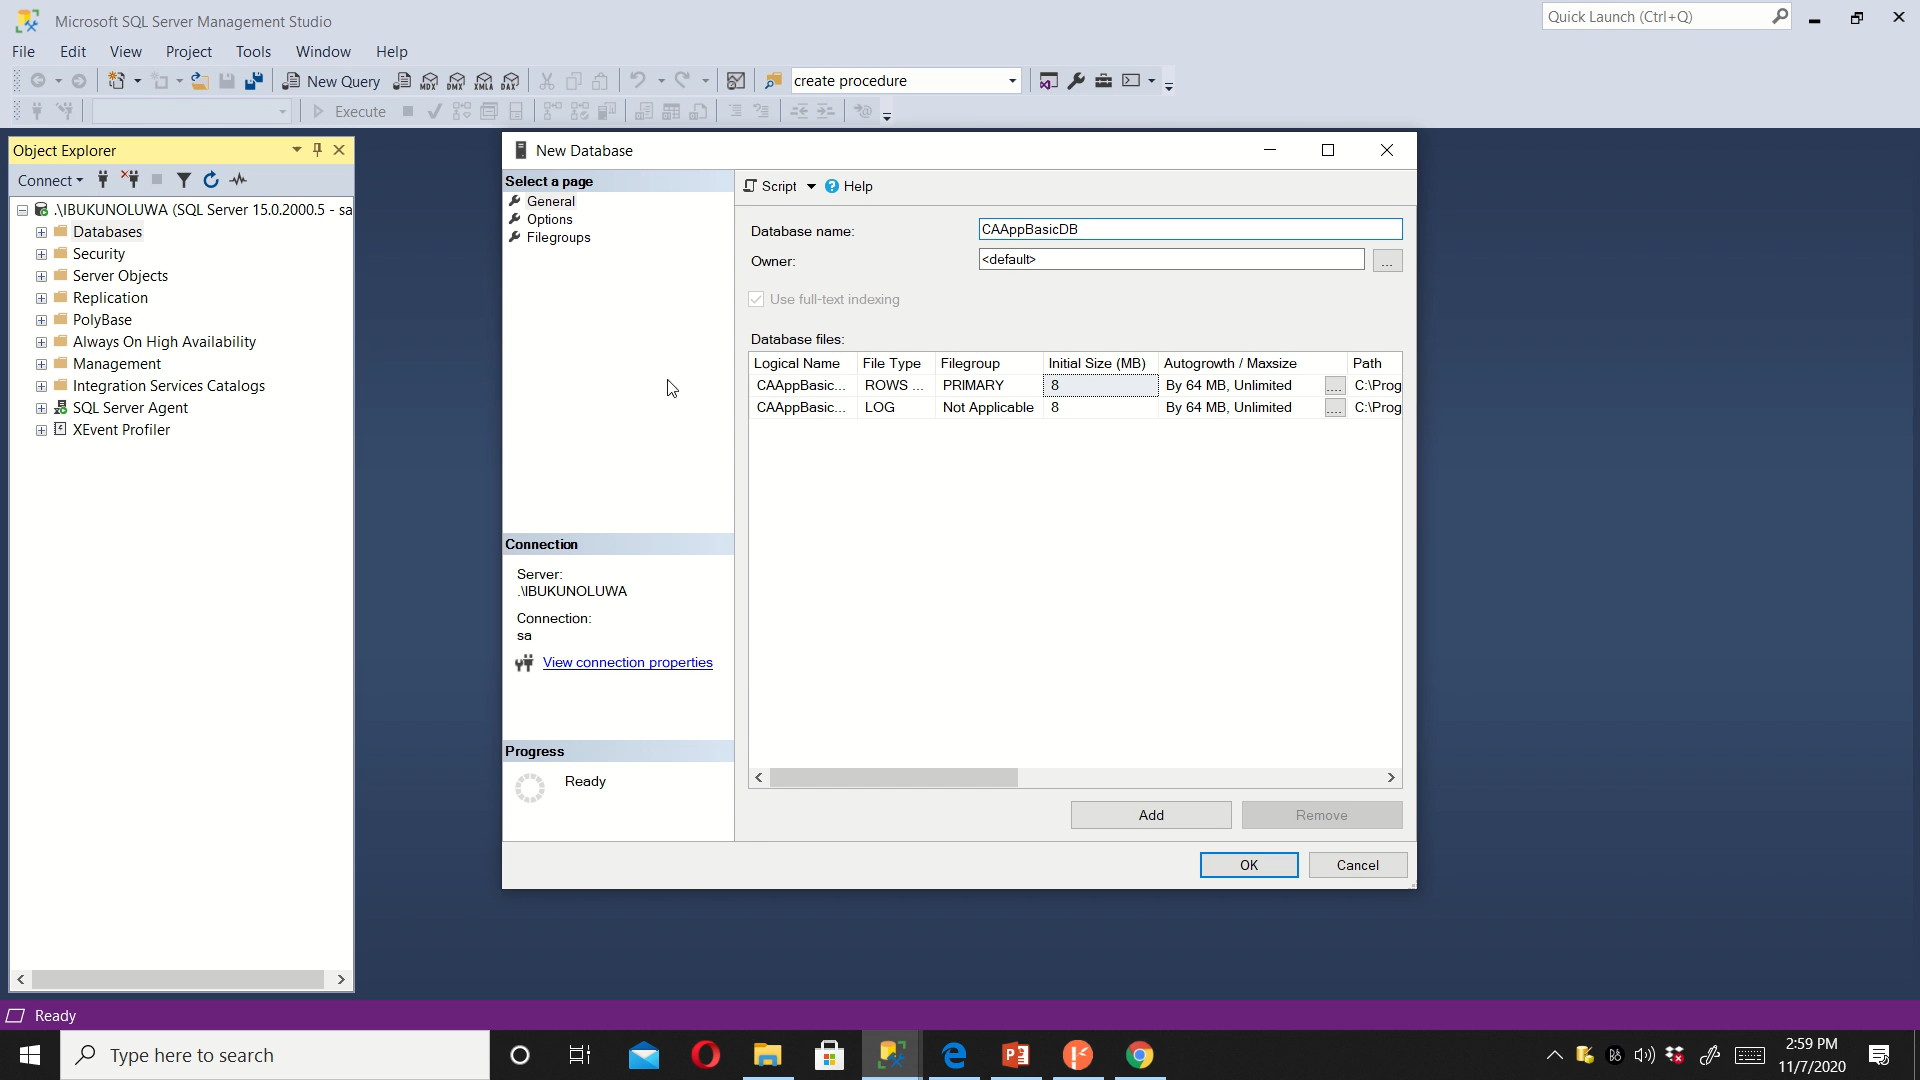 Microsoft SQL Server Management Studio
Quick Launch (Ctrl+Q)
File Edit View Project Tools Window Help
New Query MDX DMX XMLA DAX create procedure
Execute
Object Explorer
Connect
.\IBUKUNOLUWA (SQL Server 15.0.2000.5 - sa
Databases
Security
Server Objects
Replication
PolyBase
Always On High Availability
Management
Integration Services Catalogs
SQL Server Agent
XEvent Profiler
New Database
Select a page
General
Options
Filegroups
Connection
Server:
.\IBUKUNOLUWA
Connection:
sa
View connection properties
Progress
Ready
Script Help
Database name: CAAppBasicDB
Owner: <default> ...
Use full-text indexing
Database files:
Logical Name File Type Filegroup Initial Size (MB) Autogrowth / Maxsize Path
CAAppBasic... ROWS ... PRIMARY 8 By 64 MB, Unlimited ... C:\Prog
CAAppBasic... LOG Not Applicable 8 By 64 MB, Unlimited ... C:\Prog
Add Remove
OK Cancel
Ready
Type here to search
2:59 PM
11/7/2020